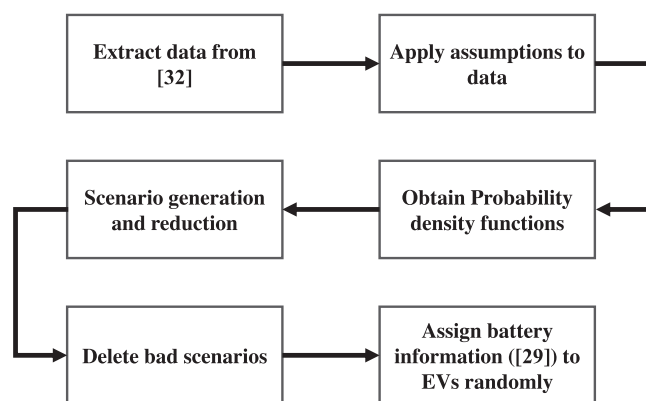 Extract data from
[32]
Apply assumptions to
data
Obtain Probability
density functions
Scenario generation
and reduction
Delete bad scenarios
Assign battery
information ([29]) to
EVs randomly